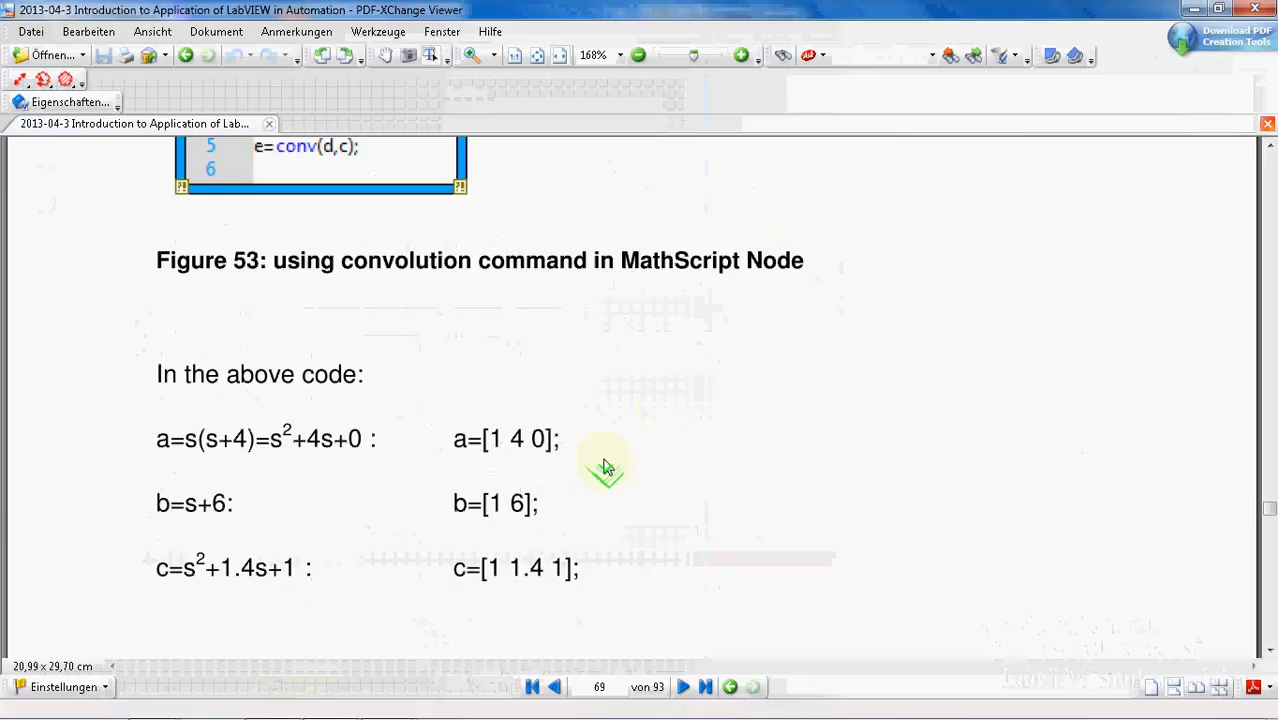 2013-04-3 Introduction to Application of LabVIEW in Automation - PDF-XChange Viewer
Datei Bearbeiten Ansicht Dokument Anmerkungen Werkzeuge Fenster Hilfe
Download PDF
Creation Tools
Öffnen... 168%
Eigenschaften...
2013-04-3 Introduction to Application of Lab...
5 e=conv(d,c);
6
Figure 53: using convolution command in MathScript Node
In the above code:
a=s(s+4)=s²+4s+0 : a=[1 4 0];
b=s+6: b=[1 6];
c=s²+1.4s+1 : c=[1 1.4 1];
20,99 x 29,70 cm
Einstellungen 69 von 93